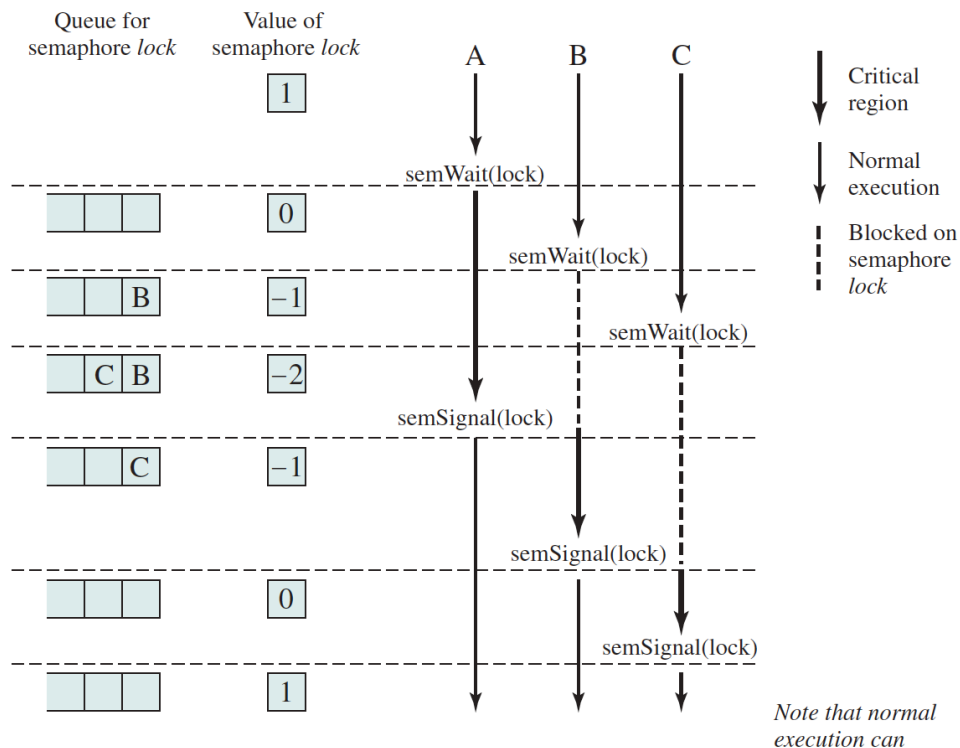 Queue for
semaphore lock
Value of
semaphore lock
A
B
C
1
Critical
region
Normal
execution
Blocked on
semaphore
lock
semWait(lock)
0
semWait(lock)
B
–1
semWait(lock)
C B
–2
semSignal(lock)
C
–1
semSignal(lock)
0
semSignal(lock)
1
Note that normal
execution can